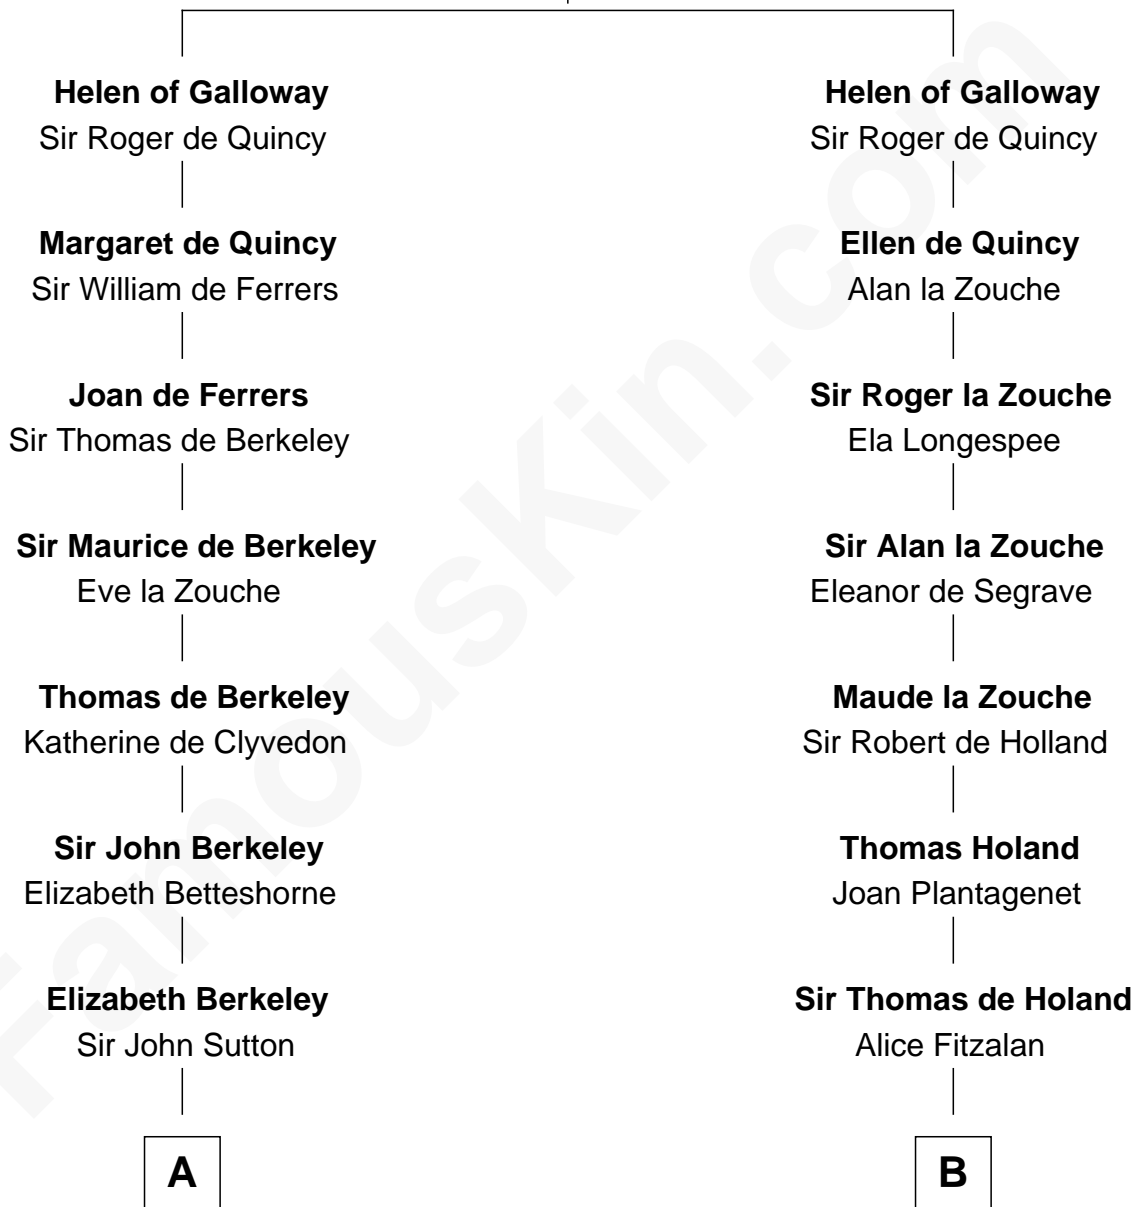 Helen of Galloway
Sir Roger de Quincy
Margaret de Quincy
Sir William de Ferrers
Joan de Ferrers
Sir Thomas de Berkeley
Sir Maurice de Berkeley
Eve la Zouche
Thomas de Berkeley
Katherine de Clyvedon
Sir John Berkeley
Elizabeth Betteshorne
Elizabeth Berkeley
Sir John Sutton
A
Helen of Galloway
Sir Roger de Quincy
Ellen de Quincy
Alan la Zouche
Sir Roger la Zouche
Ela Longespee
Sir Alan la Zouche
Eleanor de Segrave
Maude la Zouche
Sir Robert de Holland
Thomas Holand
Joan Plantagenet
Sir Thomas de Holand
Alice Fitzalan
B
FamousKin.com